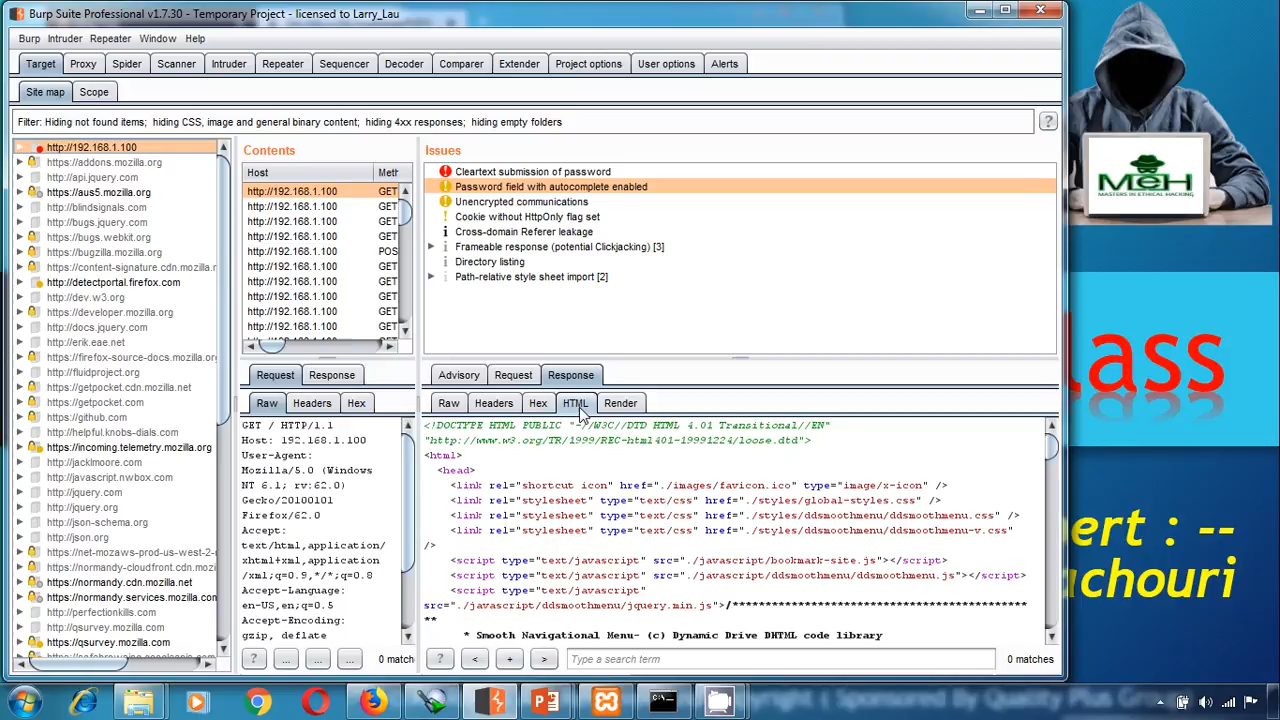 Burp Suite Professional v1.7.30 - Temporary Project - licensed to Larry_Lau
Burp Intruder Repeater Window Help
Target Proxy Spider Scanner Intruder Repeater Sequencer Decoder Comparer Extender Project options User options Alerts
Site map Scope
Filter: Hiding not found items; hiding CSS, image and general binary content; hiding 4xx responses; hiding empty folders ?
http://192.168.1.100
https://addons.mozilla.org
http://api.jquery.com
https://aus5.mozilla.org
http://blindsignals.com
http://bugs.jquery.com
https://bugs.webkit.org
https://bugzilla.mozilla.org
https://content-signature.cdn.mozilla.n
http://detectportal.firefox.com
http://dev.w3.org
https://developer.mozilla.org
http://docs.jquery.com
http://erik.eae.net
https://firefox-source-docs.mozilla.org
http://fluidproject.org
https://getpocket.cdn.mozilla.net
https://getpocket.com
https://github.com
http://helpful.knobs-dials.com
https://incoming.telemetry.mozilla.org
http://jacklmoore.com
http://javascript.nwbox.com
http://jquery.com
http://jquery.org
http://json-schema.org
http://json.org
https://net-mozaws-prod-us-west-2-
https://normandy-cloudfront.cdn.mozi
https://normandy.cdn.mozilla.net
https://normandy.services.mozilla.com
http://perfectionkills.com
http://qsurvey.mozilla.com
https://qsurvey.mozilla.com
Contents
Host Meth
http://192.168.1.100 GET
http://192.168.1.100 GET
http://192.168.1.100 GET
http://192.168.1.100 GET
http://192.168.1.100 POS
http://192.168.1.100 GET
http://192.168.1.100 GET
http://192.168.1.100 GET
http://192.168.1.100 GET
Issues
Cleartext submission of password
Password field with autocomplete enabled
Unencrypted communications
Cookie without HttpOnly flag set
Cross-domain Referer leakage
Frameable response (potential Clickjacking) [3]
Directory listing
Path-relative style sheet import [2]
Request Response
Raw Headers Hex
GET / HTTP/1.1
Host: 192.168.1.100
User-Agent:
Mozilla/5.0 (Windows
NT 6.1; rv:62.0)
Gecko/20100101
Firefox/62.0
Accept:
text/html,application/
xhtml+xml,application
/xml;q=0.9,*/*;q=0.8
Accept-Language:
en-US,en;q=0.5
Accept-Encoding:
gzip, deflate
? ... ... ... 0 matche
Advisory Request Response
Raw Headers Hex HTML Render
<!DOCTYPE HTML PUBLIC "-//W3C//DTD HTML 4.01 Transitional//EN"
"http://www.w3.org/TR/1999/REC-html401-19991224/loose.dtd">
<html>
<head>
<link rel="shortcut icon" href="./images/favicon.ico" type="image/x-icon" />
<link rel="stylesheet" type="text/css" href="./styles/global-styles.css" />
<link rel="stylesheet" type="text/css" href="./styles/ddsmoothmenu/ddsmoothmenu.css" />
<link rel="stylesheet" type="text/css" href="./styles/ddsmoothmenu/ddsmoothmenu-v.css"
/>
<script type="text/javascript" src="./javascript/bookmark-site.js"></script>
<script type="text/javascript" src="./javascript/ddsmoothmenu/ddsmoothmenu.js"></script>
<script type="text/javascript"
src="./javascript/ddsmoothmenu/jquery.min.js">/*****************************************
**
* Smooth Navigational Menu- (c) Dynamic Drive DHTML code library
? < + > Type a search term 0 matches
MeH
MASTERS IN ETHICAL HACKING
lass
ert : --
achouri